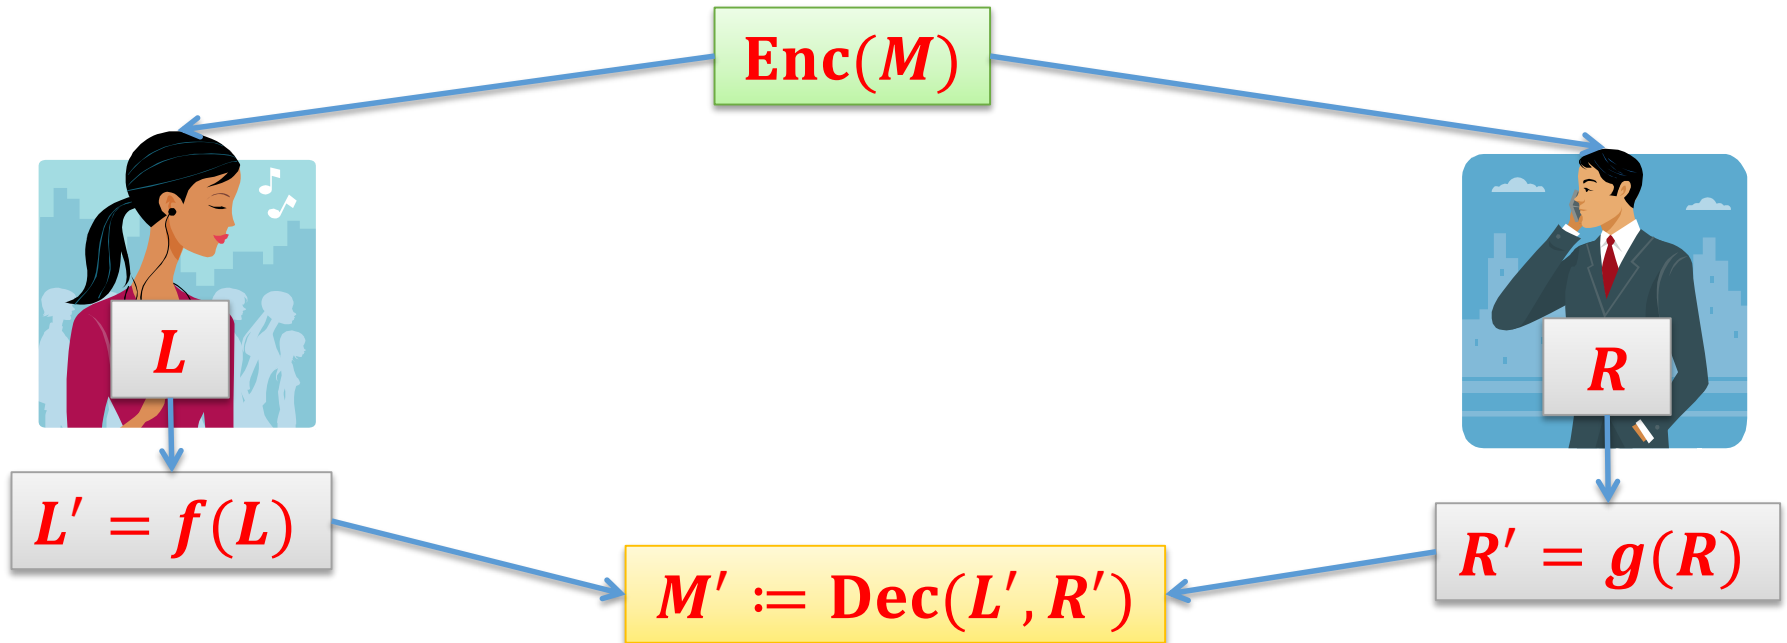 Enc(M)
L
R
L′ = f(L)
R′ = g(R)
M′ ≔ Dec(L′, R′)